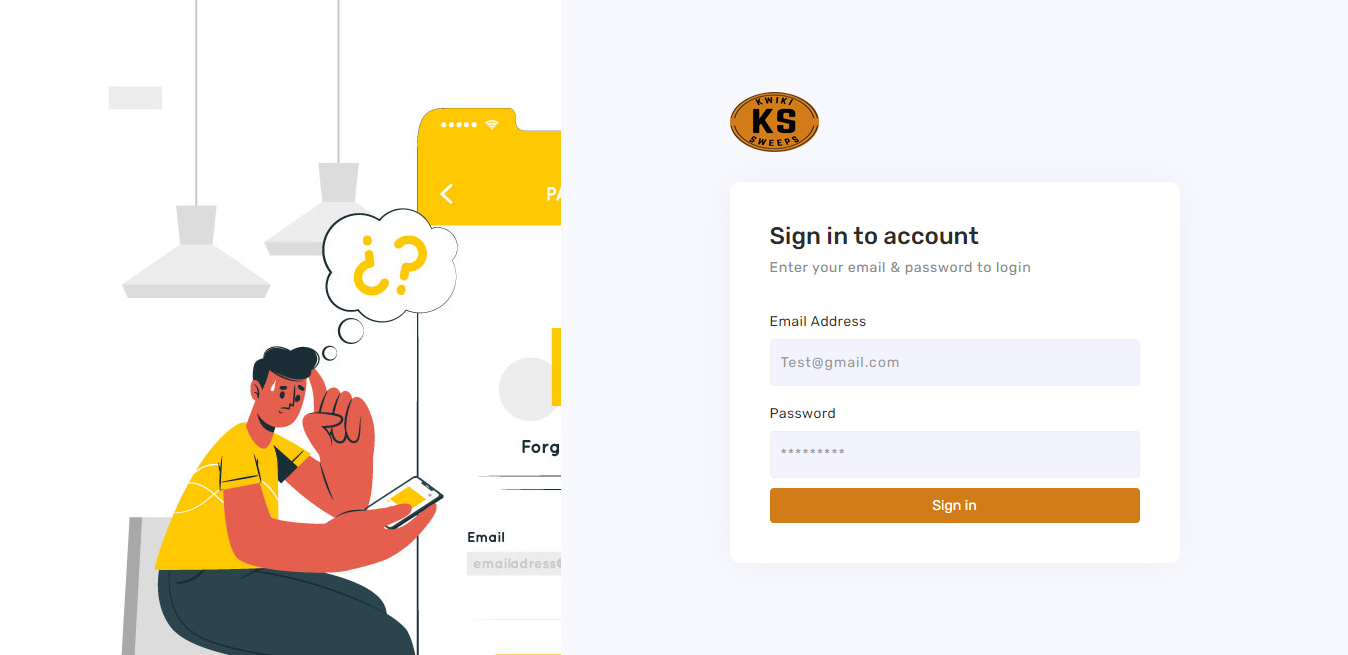 PA
¿?
Forg
Email
emailadress
KWIKI
KS
SWEEPS
Sign in to account
Enter your email & password to login
Email Address
Test@gmail.com
Password
*********
Sign in